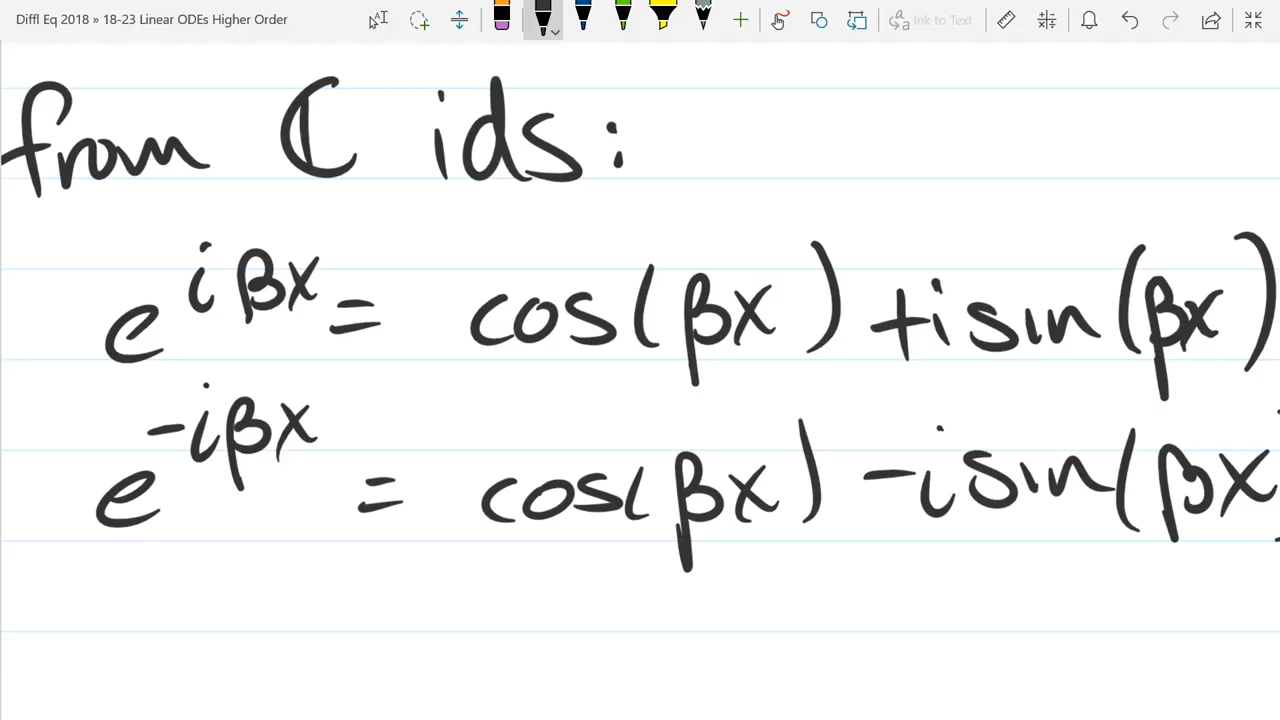 Diffl Eq 2018 » 18-23 Linear ODEs Higher Order
Ink to Text
from ℂ ids:
e^{iβx} = cos(βx) + i sin(βx)
e^{-iβx} = cos(βx) - i sin(βx)